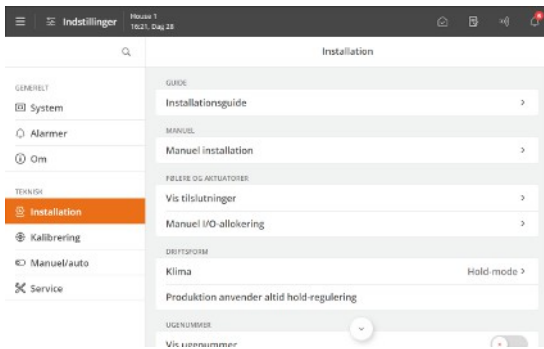 Indstillinger
House 1
16:21, Dag 28
Installation
GENERELT
System
Alarmer
Om
TEKNISK
Installation
Kalibrering
Manuel/auto
Service
GUIDE
Installationsguide
MANUEL
Manuel installation
FØLERE OG AKTUATORER
Vis tilslutninger
Manuel I/O-allokering
DRIFTSFORM
Klima Hold-mode
Produktion anvender altid hold-regulering
UGENUMMER
Vis ugenummer